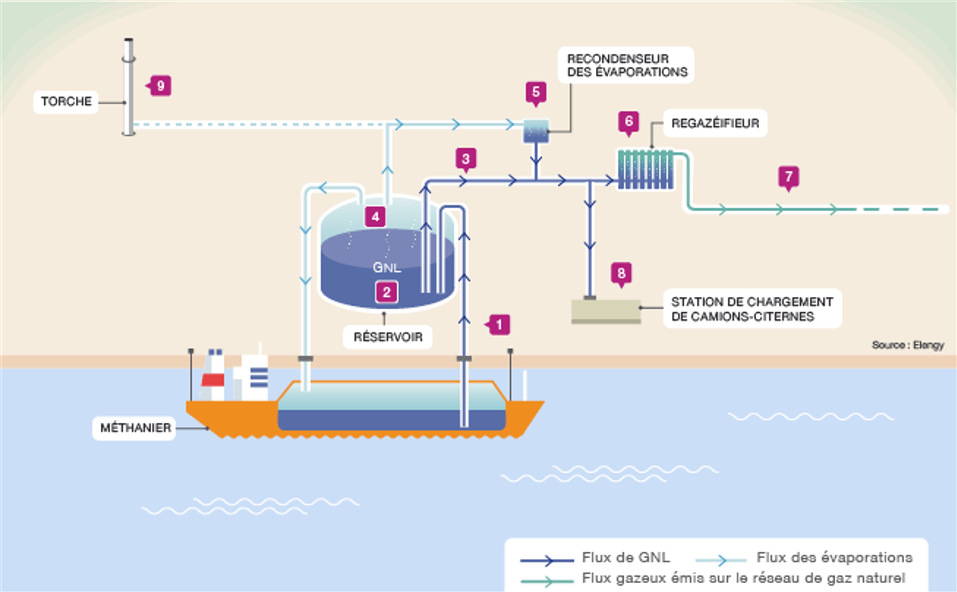 RECONDENSEUR
DES ÉVAPORATIONS
9
5
TORCHE
6
REGAZÉIFIEUR
3
7
4
GNL
8
2
STATION DE CHARGEMENT
DE CAMIONS-CITERNES
1
RÉSERVOIR
Source : Elengy
MÉTHANIER
Flux de GNL
Flux des évaporations
Flux gazeux émis sur le réseau de gaz naturel